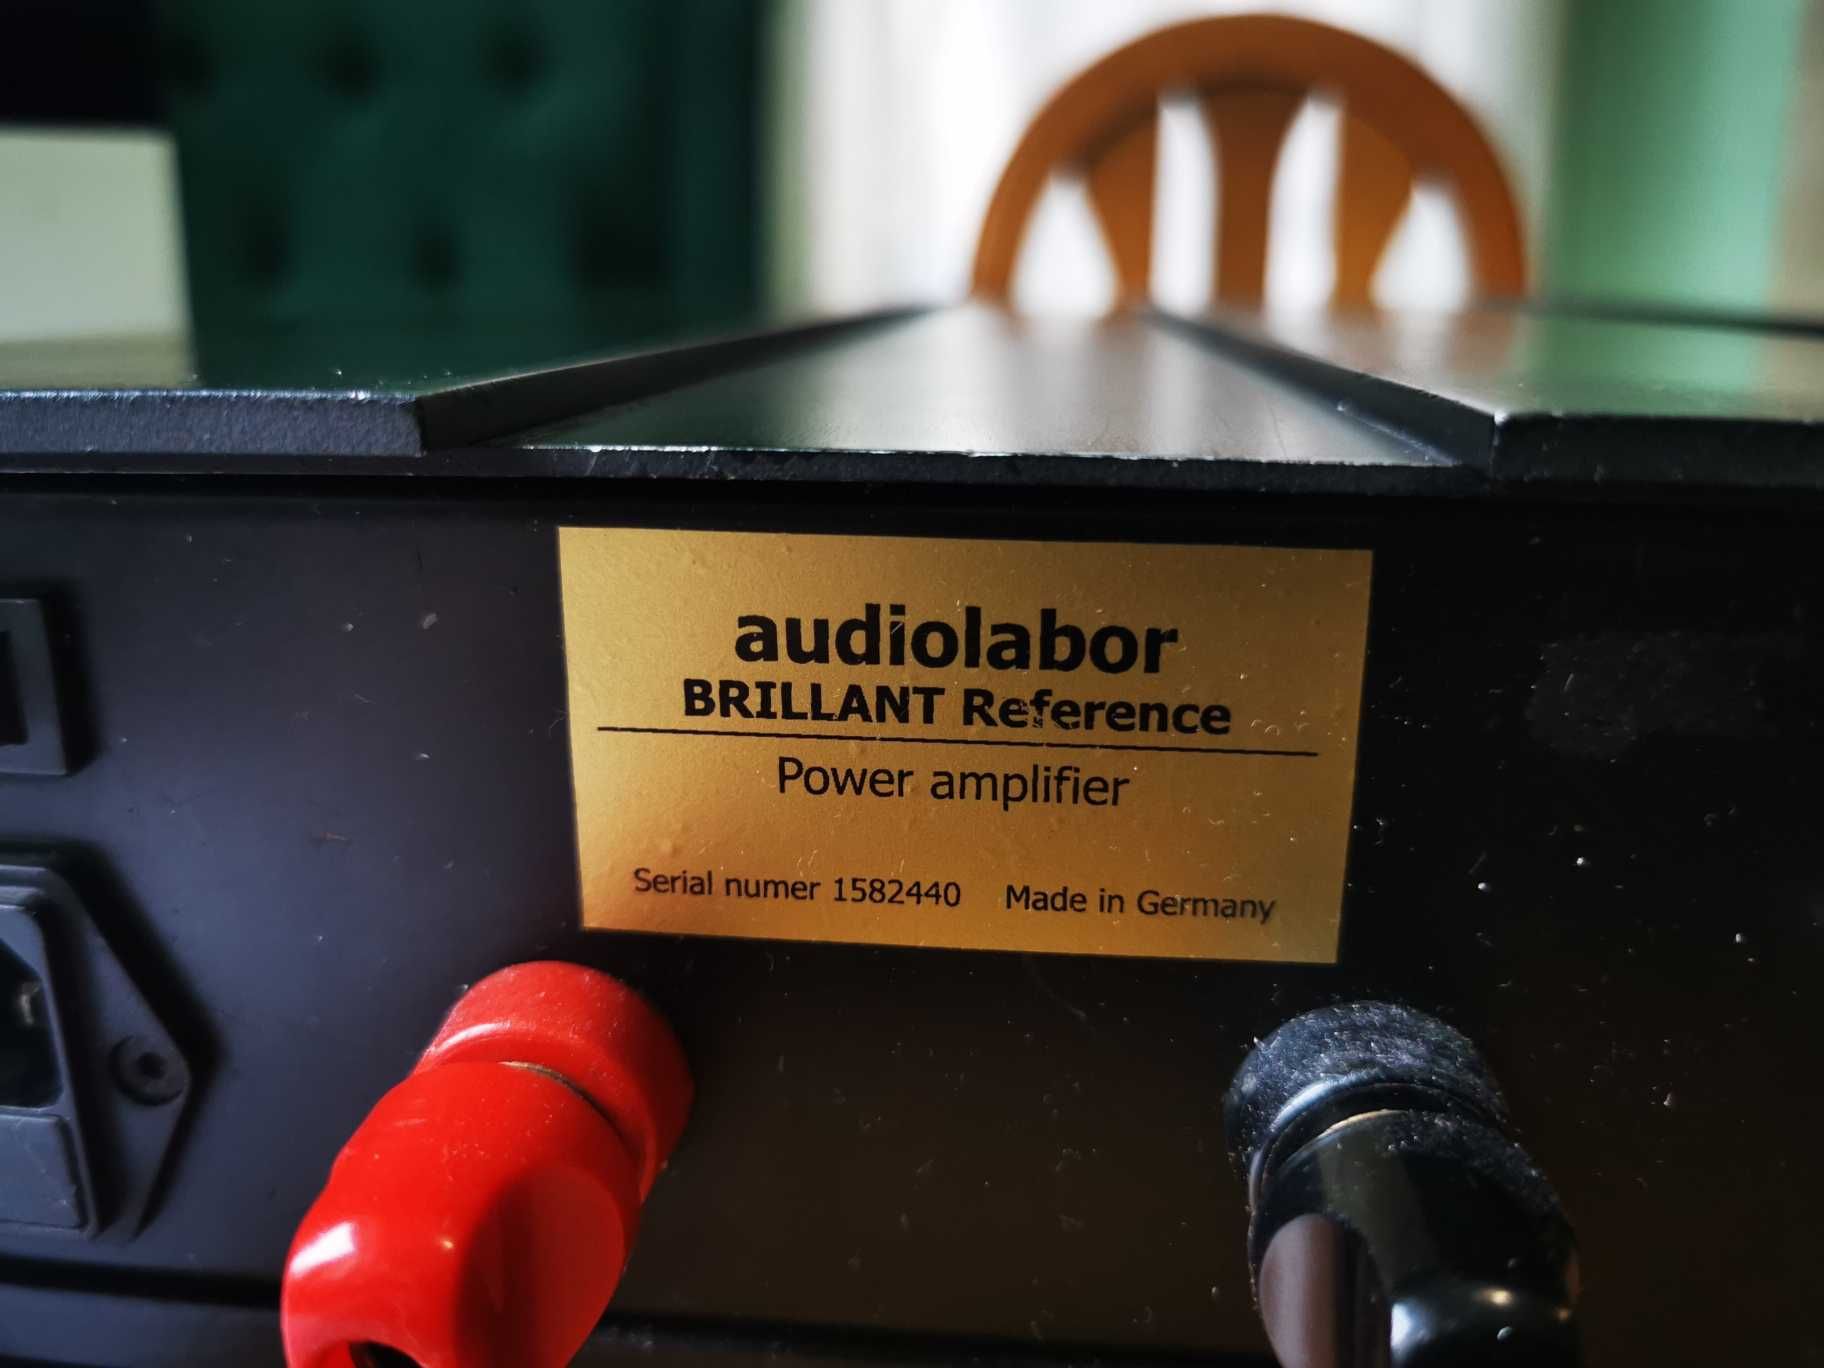 audiolabor
BRILLANT Reference
Power amplifier
Serial numer 1582440 Made in Germany